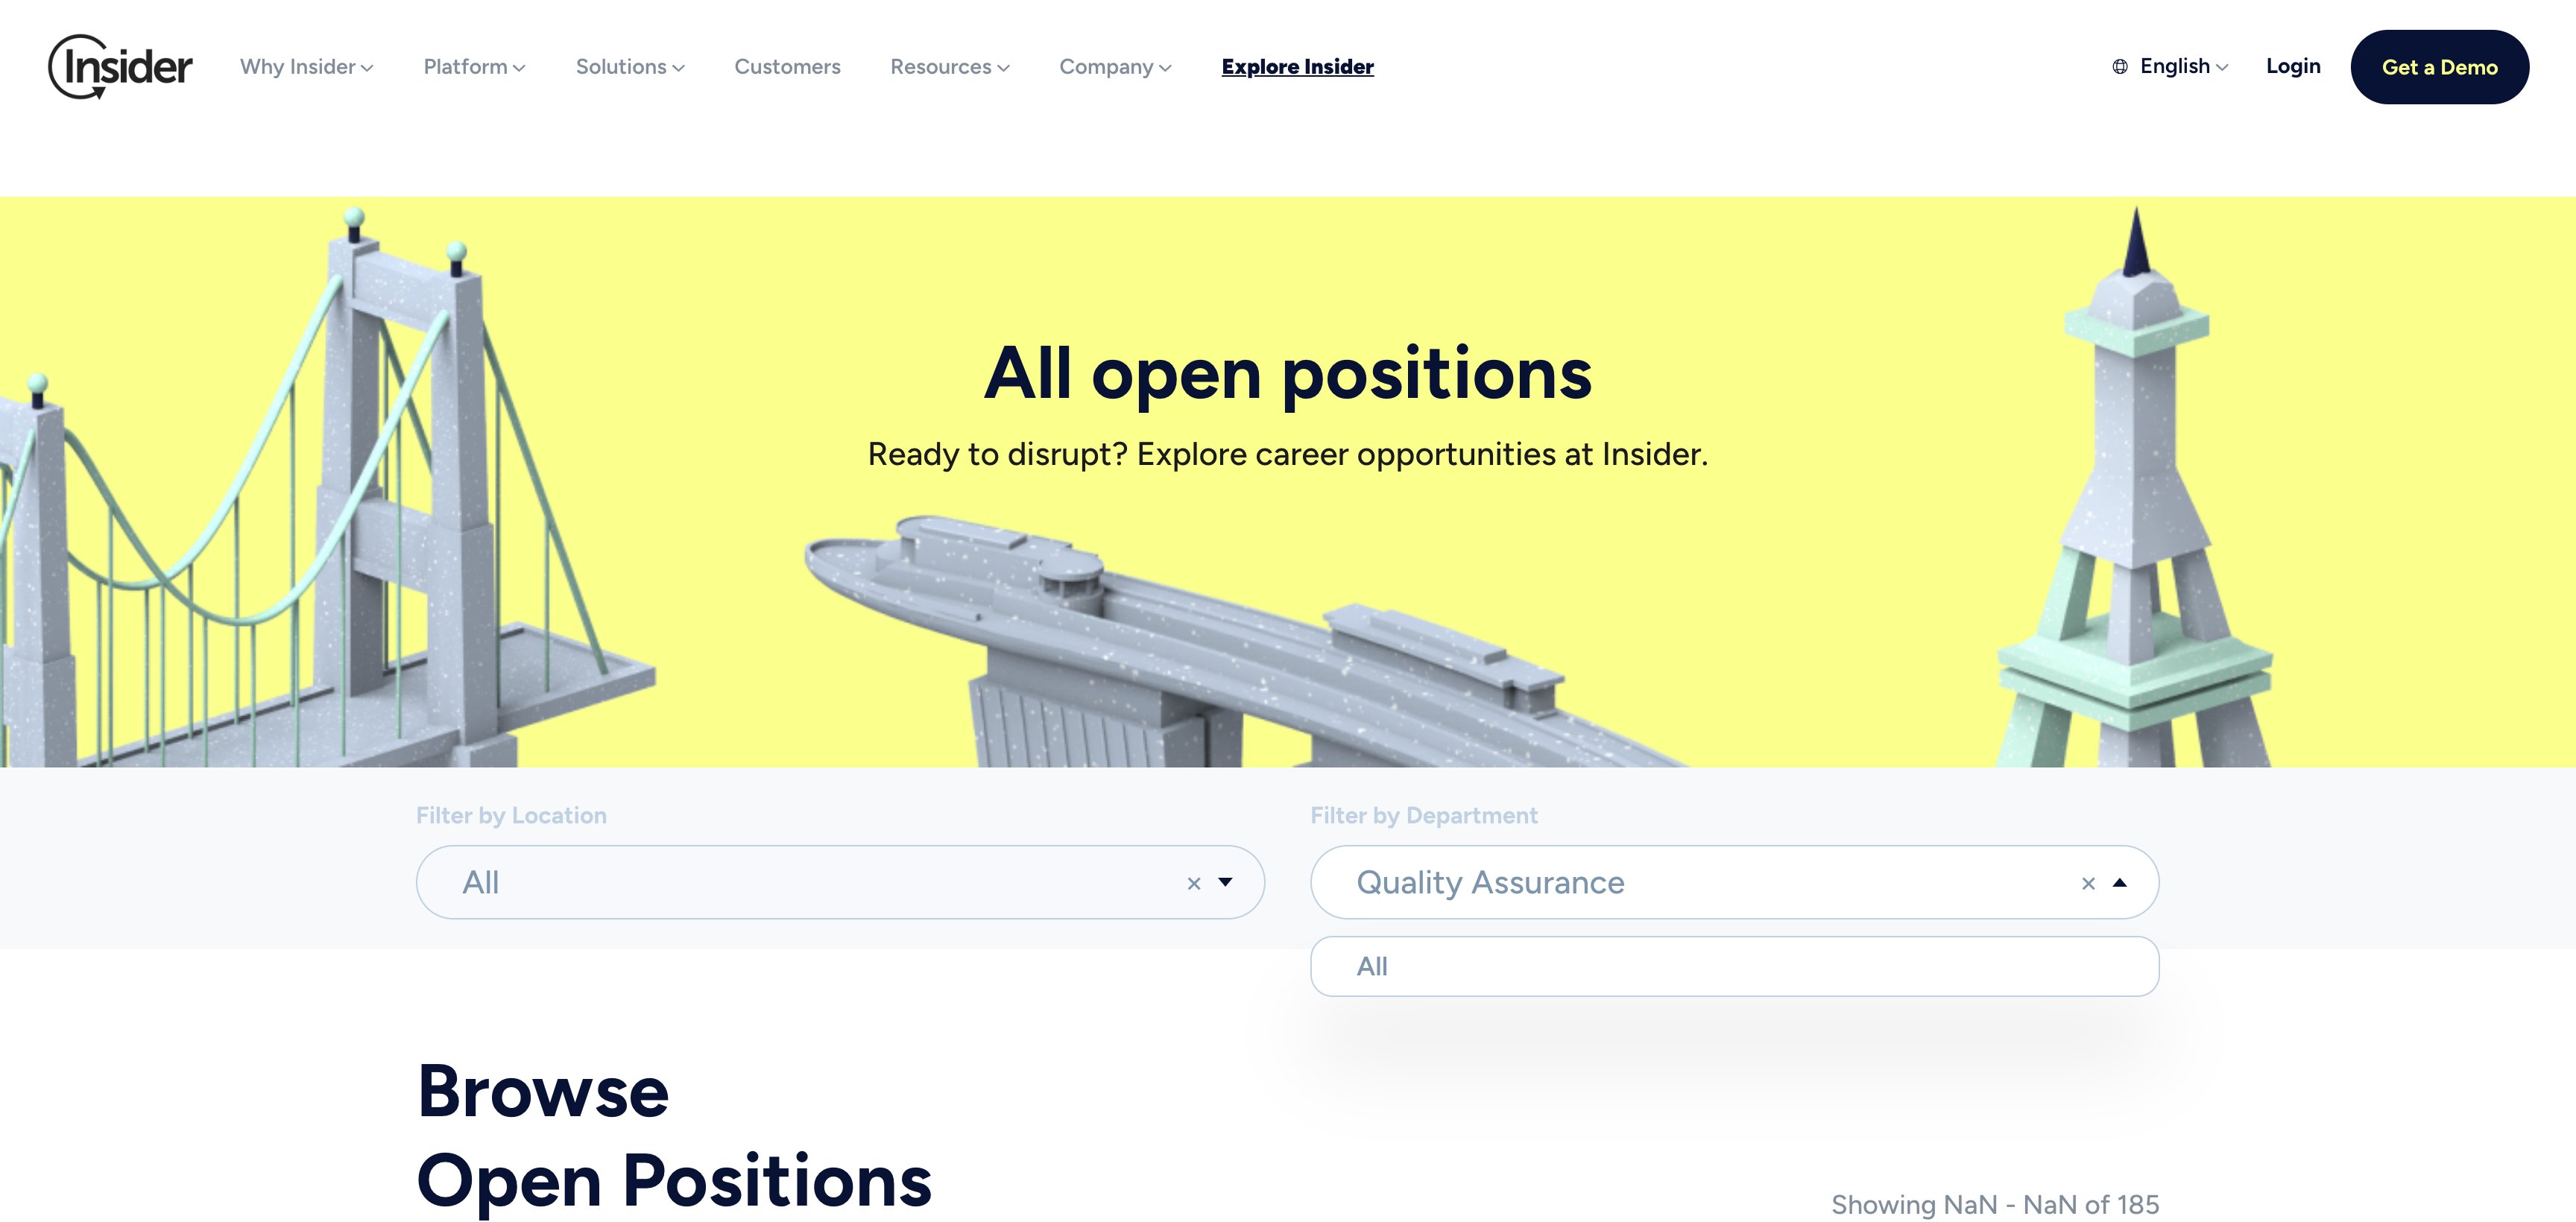 Insider
Why Insider
Platform
Solutions
Customers
Resources
Company
Explore Insider
English
Login
Get a Demo
All open positions
Ready to disrupt? Explore career opportunities at Insider.
Filter by Location
Filter by Department
All
×
Quality Assurance
×
All
Browse
Open Positions
Showing NaN - NaN of 185